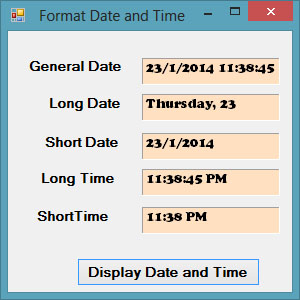 Format Date and Time
General Date 23/1/2014 11:38:45
Long Date Thursday, 23
Short Date 23/1/2014
Long Time 11:38:45 PM
ShortTime 11:38 PM
Display Date and Time